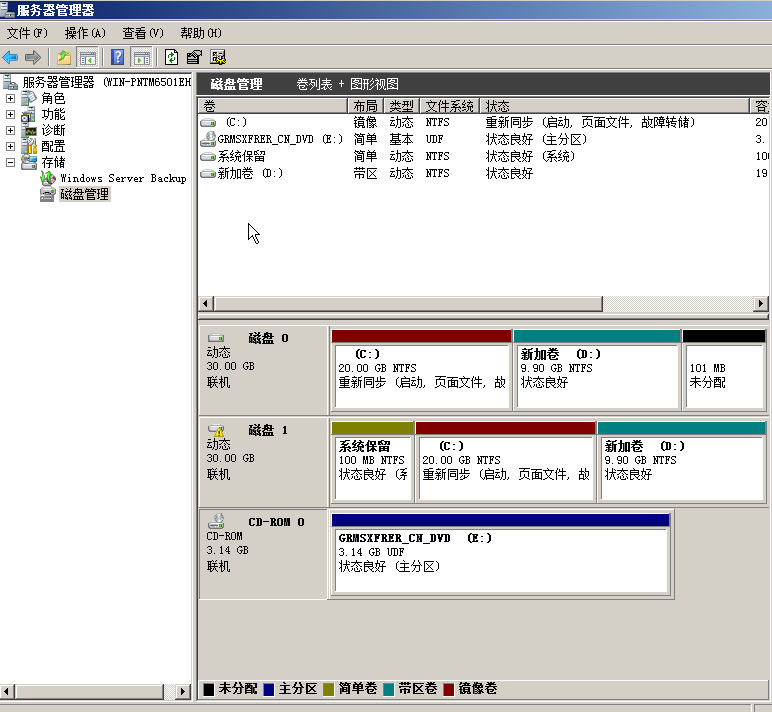 服务器管理器
文件(F) 操作(A) 查看(V) 帮助(H)
服务器管理器 (WIN-PNTM6501EH
角色
功能
诊断
配置
存储
Windows Server Backup
磁盘管理
磁盘管理 卷列表 + 图形视图
卷 布局 类型 文件系统 状态 容
(C:) 镜像 动态 NTFS 重新同步 (启动, 页面文件, 故障转储) 20
GRMSXFRER_CN_DVD (E:) 简单 基本 UDF 状态良好 (主分区) 3.
系统保留 简单 动态 NTFS 状态良好 (系统) 10
新加卷 (D:) 带区 动态 NTFS 状态良好 19
磁盘 0
动态
30.00 GB
联机
(C:)
20.00 GB NTFS
重新同步 (启动, 页面文件, 故
新加卷 (D:)
9.90 GB NTFS
状态良好
101 MB
未分配
磁盘 1
动态
30.00 GB
联机
系统保留
100 MB NTFS
状态良好 (系
(C:)
20.00 GB NTFS
重新同步 (启动, 页面文件, 故
新加卷 (D:)
9.90 GB NTFS
状态良好
CD-ROM 0
CD-ROM
3.14 GB
联机
GRMSXFRER_CN_DVD (E:)
3.14 GB UDF
状态良好 (主分区)
未分配 主分区 简单卷 带区卷 镜像卷